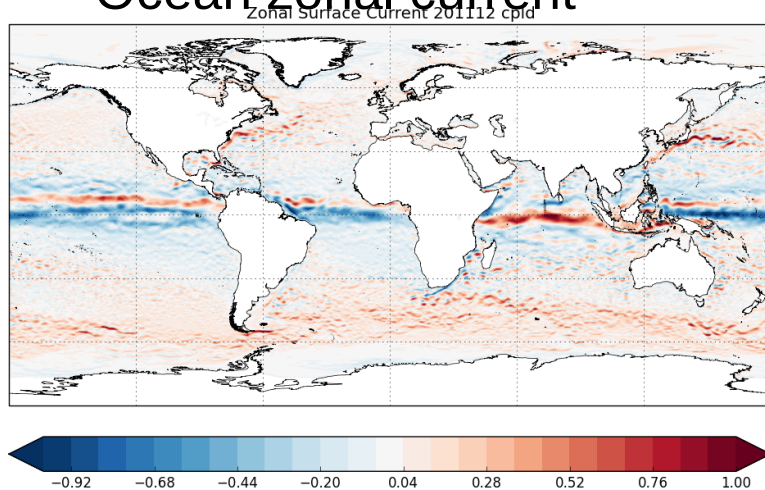 Ocean zonal current
Zonal Surface Current 201112 cpld
−0.92 −0.68 −0.44 −0.20 0.04 0.28 0.52 0.76 1.00